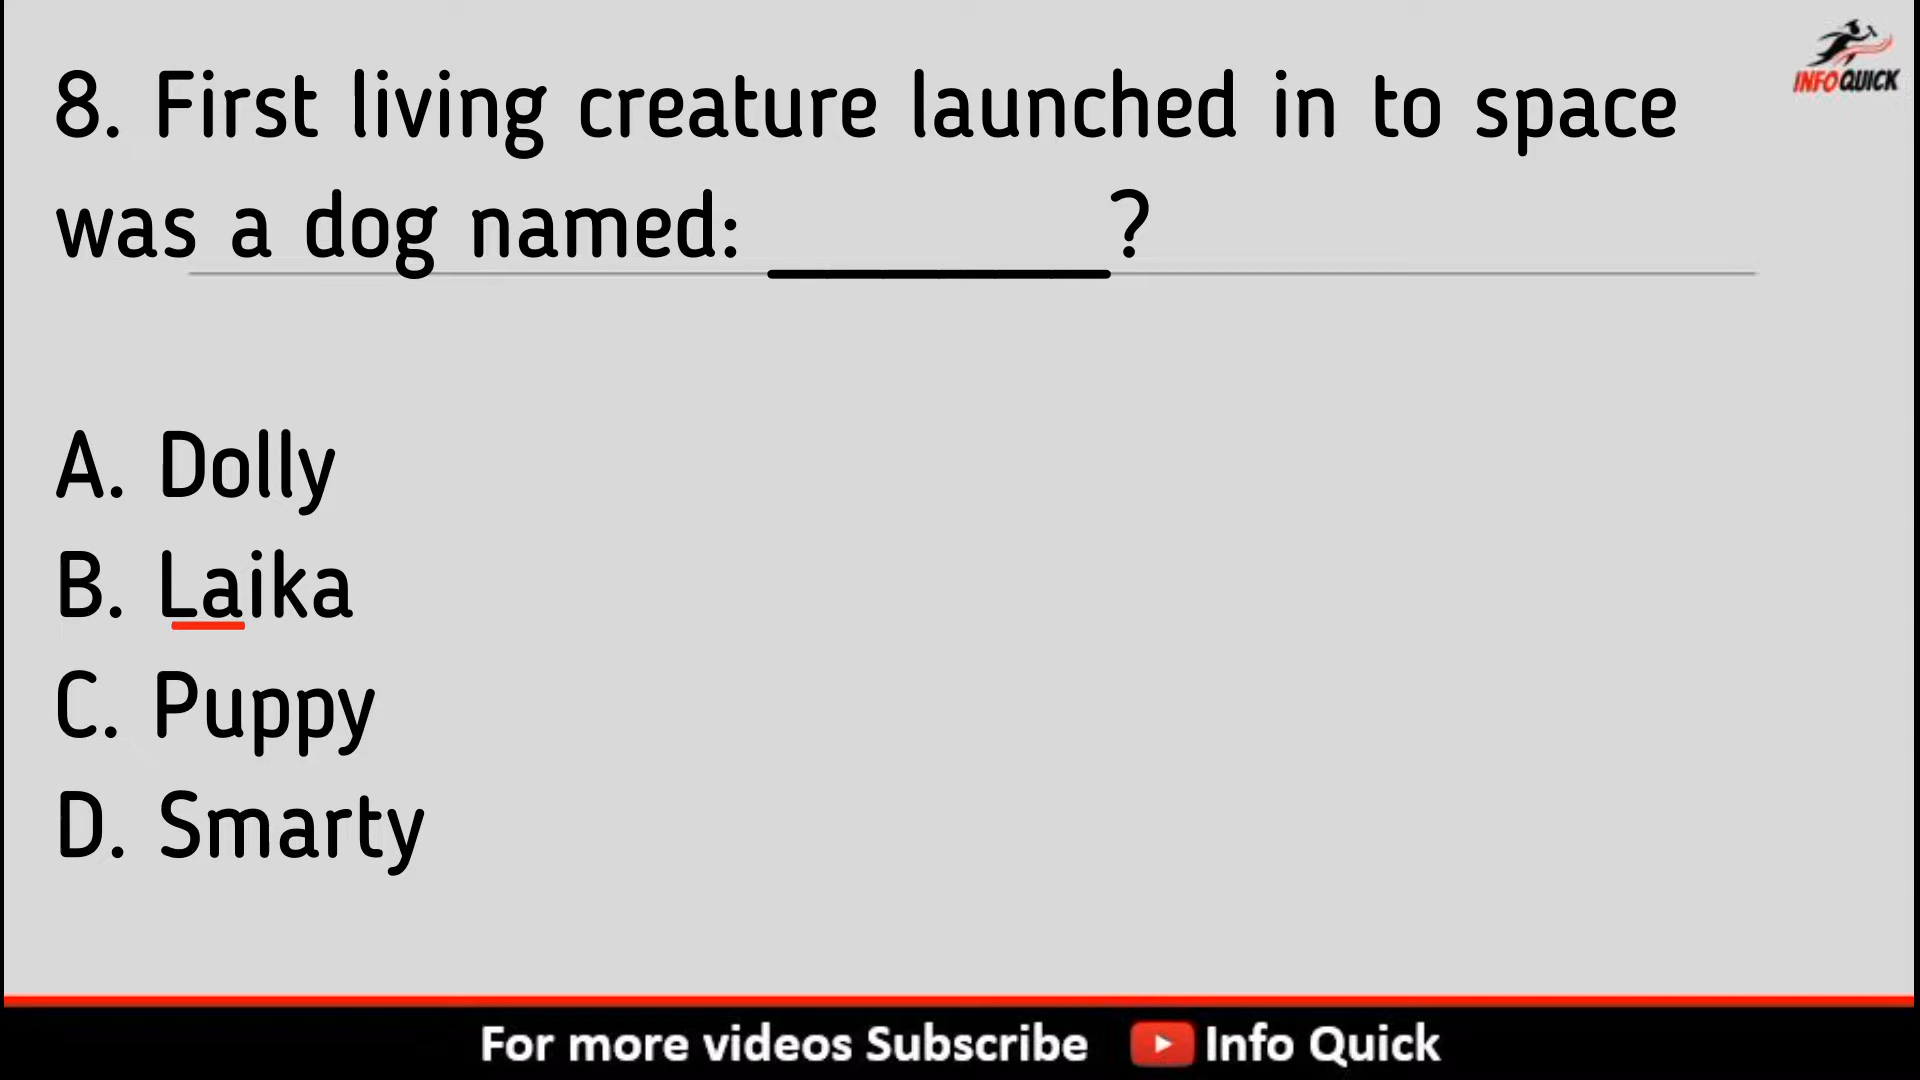 8. First living creature launched in to space
was a dog named: ________?
A. Dolly
B. Laika
C. Puppy
D. Smarty
INFOQUICK
For more videos Subscribe Info Quick